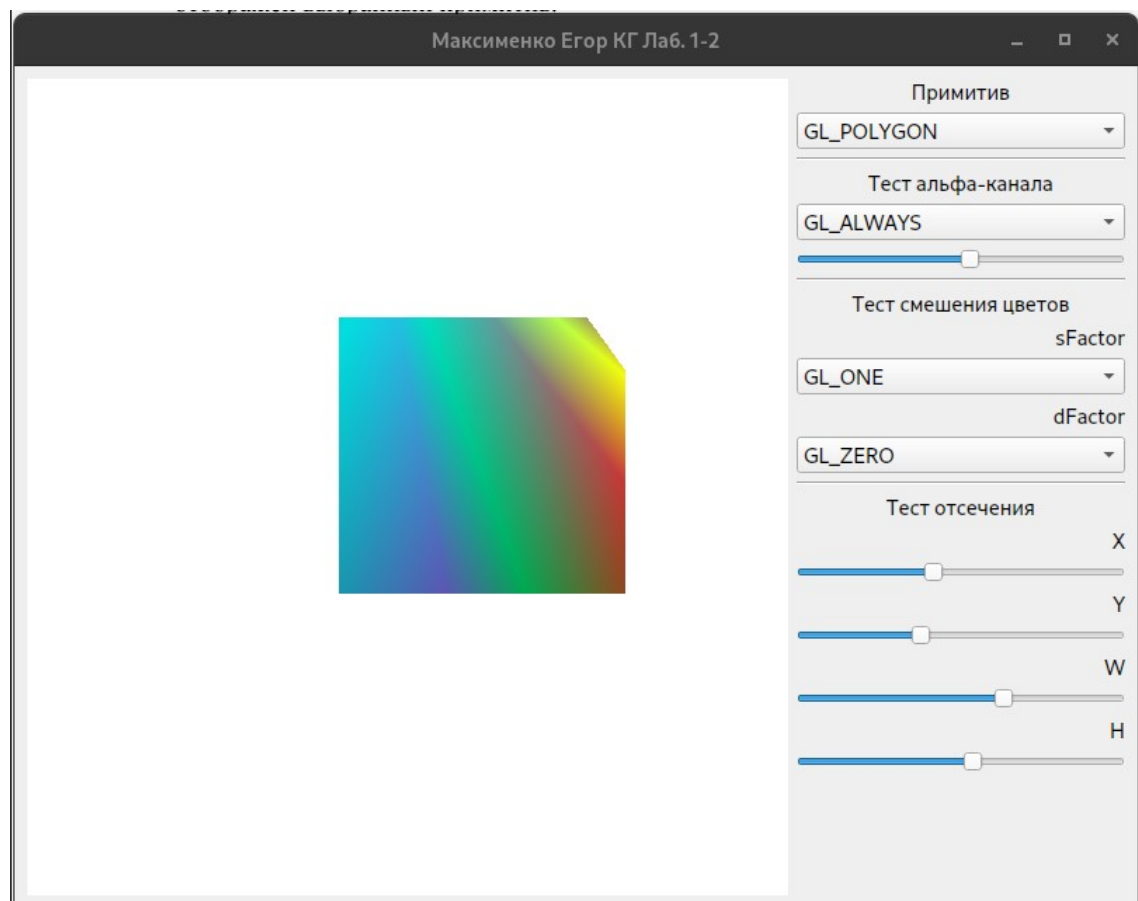 Максименко Егор КГ Лаб. 1-2
Примитив
GL_POLYGON
Тест альфа-канала
GL_ALWAYS
Тест смешения цветов
sFactor
GL_ONE
dFactor
GL_ZERO
Тест отсечения
X
Y
W
H